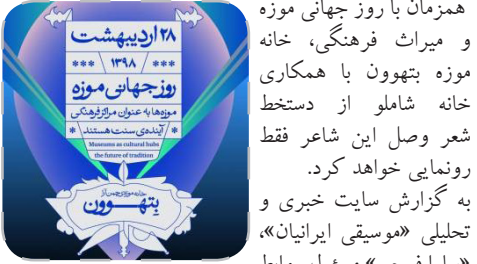 همزمان با روز جهانی موزه
و میراث فرهنگی، خانه
موزه بتهوون با همکاری
خانه شاملو از دستخط
شعر وصل این شاعر فقط
رونمایی خواهد کرد.
به گزارش سایت خبری و
تحلیلی «موسیقی ایرانیان»،
۲۸ اردیبهشت
*** / ۱۳۹۸ / ***
روز جهانی موزه
موزه‌ها به عنوان مراکز فرهنگی
* / آینده‌ی سنت هستند / *
Museums as cultural hubs
the future of tradition
بتهوون